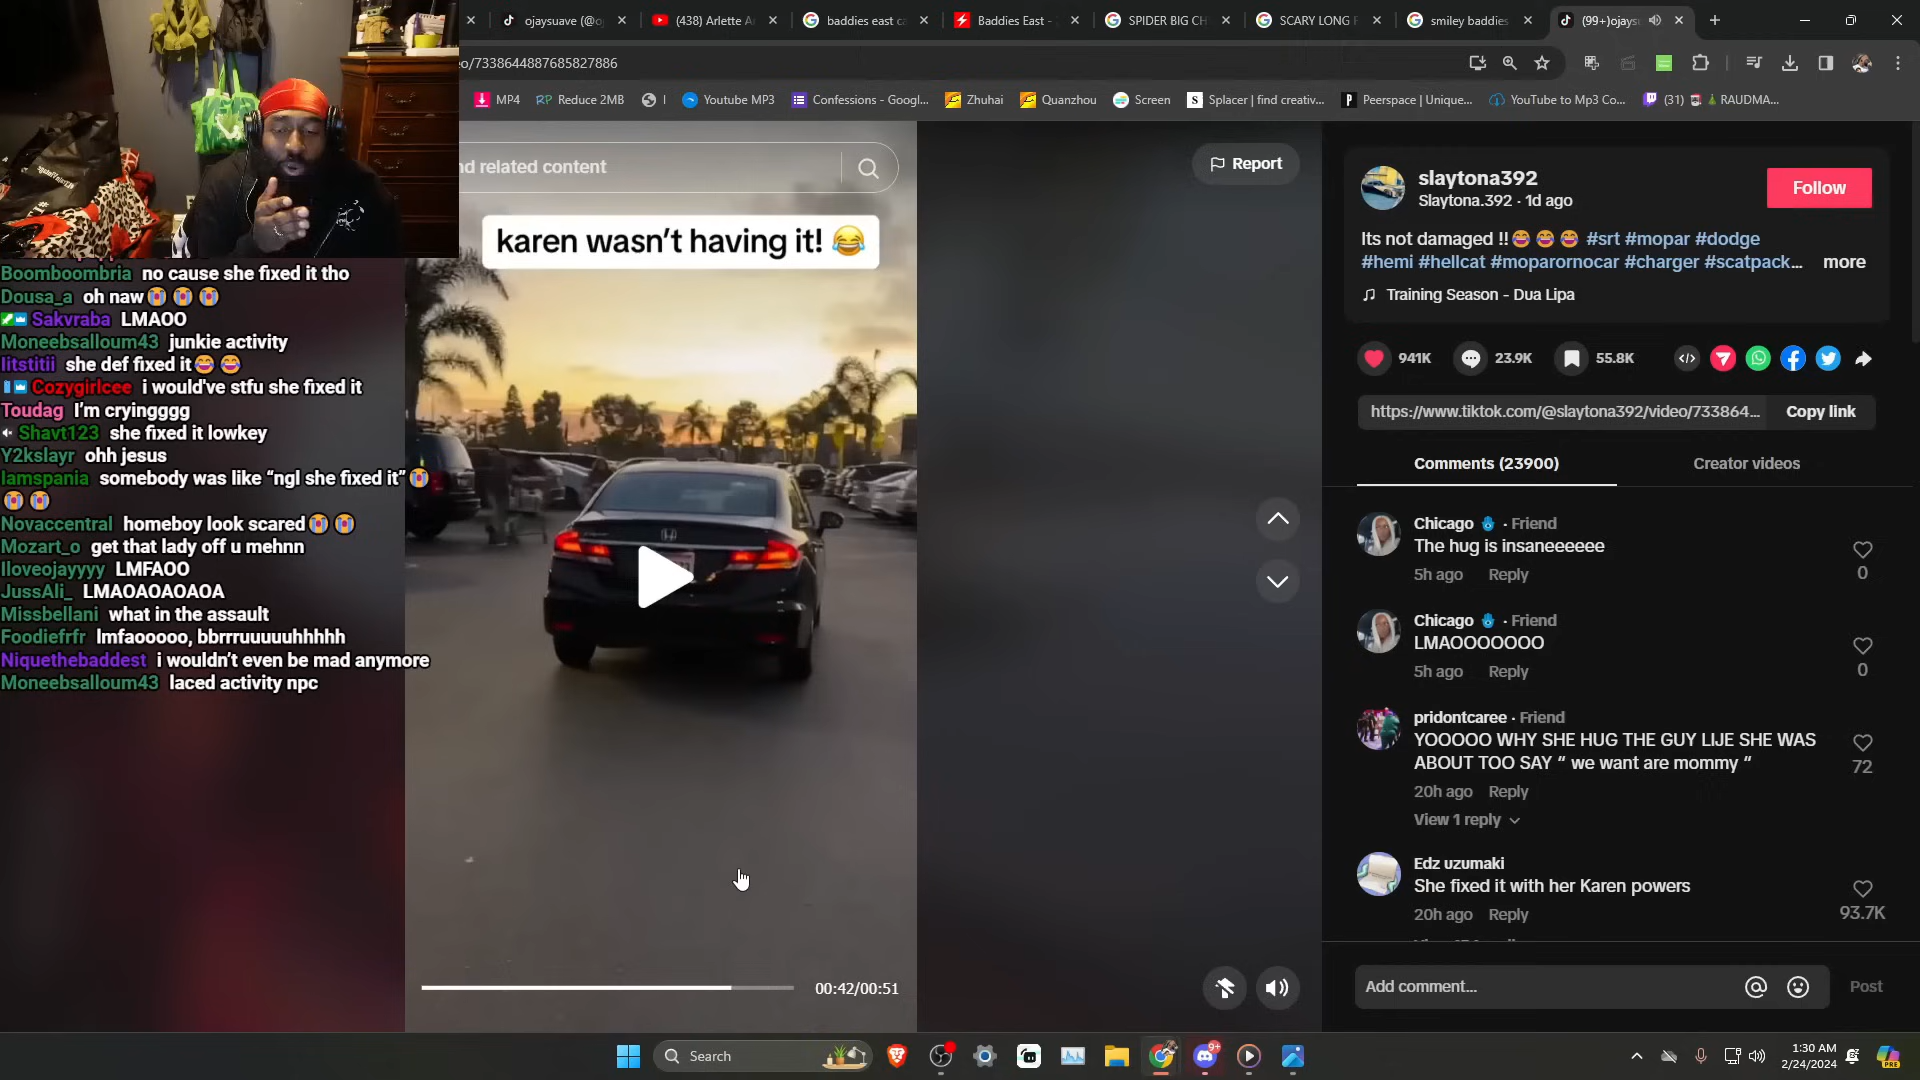 ojaysuave (@o
(438) Arlette A
baddies east ca
Baddies East -
SPIDER BIG CH
SCARY LONG F
smiley baddies
(99+)ojaysu
o/7338644887685827886
MP4
RP Reduce 2MB
Youtube MP3
Confessions - Googl...
Zhuhai
Quanzhou
Screen
Splacer | find creativ...
Peerspace | Unique...
YouTube to Mp3 Co...
(31)
RAUDMA...
nd related content
Report
karen wasn't having it! 😂
Boomboombria no cause she fixed it tho
Dousa_a oh naw😭😭😭
Sakvraba LMAOO
Moneebsalloum43 junkie activity
she def fixed it😂😂
Cozygirlcee i would've stfu she fixed it
Toudag I'm cryingggg
Shavt123 she fixed it lowkey
Y2kslayr ohh jesus
Iamspania somebody was like “ngl she fixed it”😭
😭😭
Novaccentral homeboy look scared😭😭
Mozart_o get that lady off u mehnn
Iloveojayyyy LMFAOO
JussAli_ LMAOAOAOAOA
Missbellani what in the assault
Foodiefrfr lmfaooooo, bbrrruuuuuhhhhh
Niquethebaddest i wouldn't even be mad anymore
Moneebsalloum43 laced activity npc
00:42/00:51
slaytona392
Slaytona.392 · 1d ago
Follow
Its not damaged !!😂😂😂 #srt #mopar #dodge
#hemi #hellcat #moparornocar #charger #scatpack... more
Training Season - Dua Lipa
941K
23.9K
55.8K
https://www.tiktok.com/@slaytona392/video/733864...
Copy link
Comments (23900)
Creator videos
Chicago 🪬 · Friend
The hug is insaneeeeee
5h ago Reply
0
Chicago 🪬 · Friend
LMAOOOOOOO
5h ago Reply
0
pridontcaree · Friend
YOOOOO WHY SHE HUG THE GUY LIJE SHE WAS
ABOUT TOO SAY “ we want are mommy “
72
20h ago Reply
View 1 reply
Edz uzumaki
She fixed it with her Karen powers
20h ago Reply
93.7K
Add comment...
Post
Search
9+
1:30 AM
2/24/2024
PRE